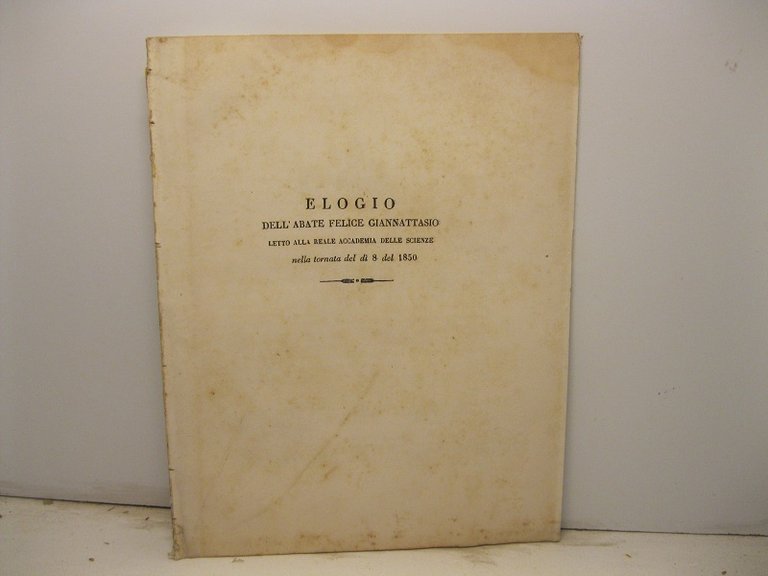 ELOGIO
DELL'ABATE FELICE GIANNATTASIO
LETTO ALLA REALE ACCADEMIA DELLE SCIENZE
nella tornata del dì 8 del 1850